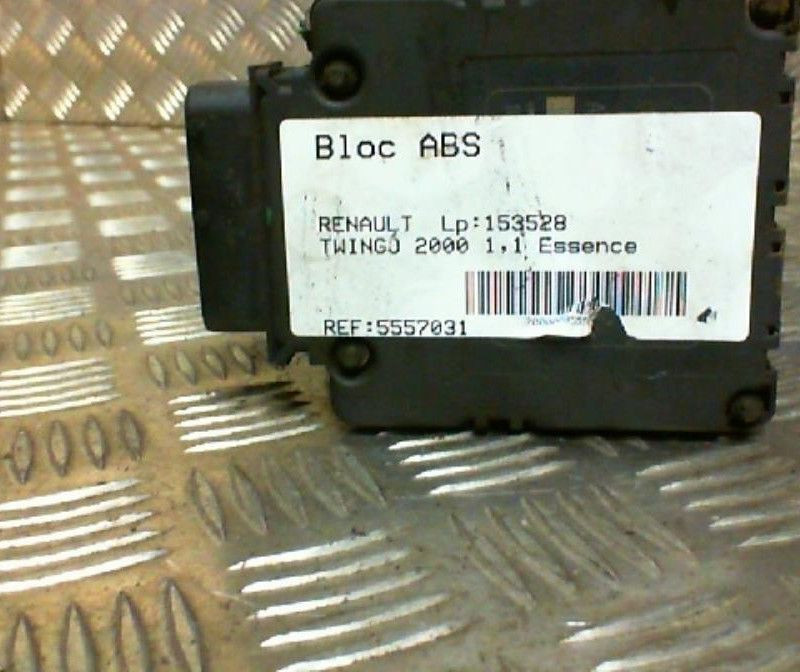 Bloc ABS
RENAULT Lp:153528
TWINGO 2000 1.1 Essence
REF:5557031